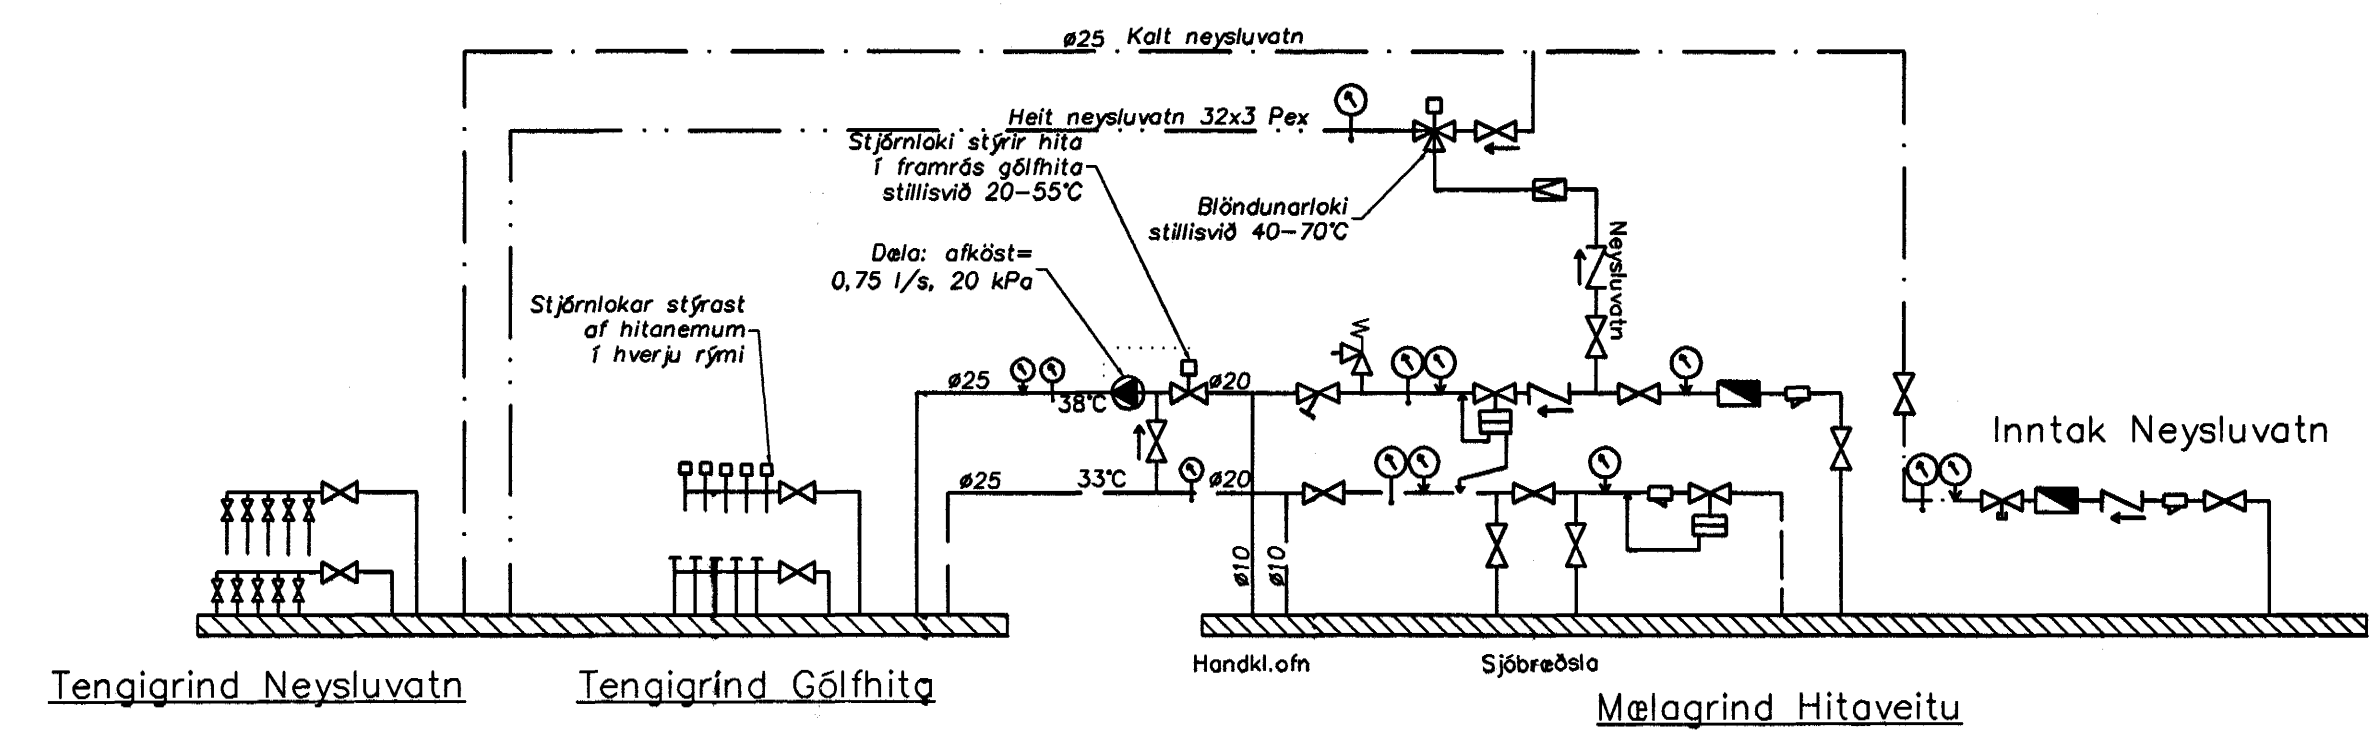 ø25 Kalt neysluvatn
Heit neysluvatn 32x3 Pex
Stjórnloki stýrir hita
í framrás gólfhita
stillisvið 20-55°C
Blöndunarloki
stillisvið 40-70°C
Neysluvatn
Dæla: afköst=
0,75 l/s, 20 kPa
Stjórnlokar stýrast
af hitanemum
í hverju rými
ø25
38°C
ø20
Inntak Neysluvatn
ø25
33°C
ø20
ø10
ø10
Handkl.ofn
Sjóbræðsla
Tengigrind Neysluvatn
Tengigrind Gólfhita
Mælagrind Hitaveitu